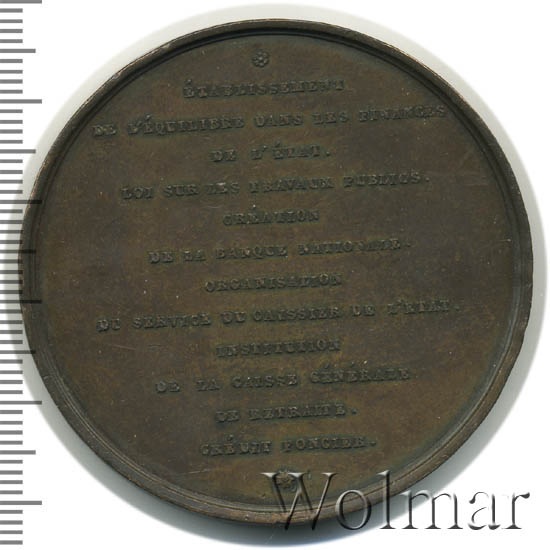 ÉTABLISSEMENT
DE L'ÉQUILIBRE DANS LES FINANCES
DE L'ÉTAT.
LOI SUR LES TRAVAUX PUBLICS.
CRÉATION
DE LA BANQUE NATIONALE.
ORGANISATION
DU SERVICE DU CAISSIER DE L'ÉTAT.
INSTITUTION
DE LA CAISSE GÉNÉRALE
DE RETRAITE.
CRÉDIT FONCIER.
Wolmar